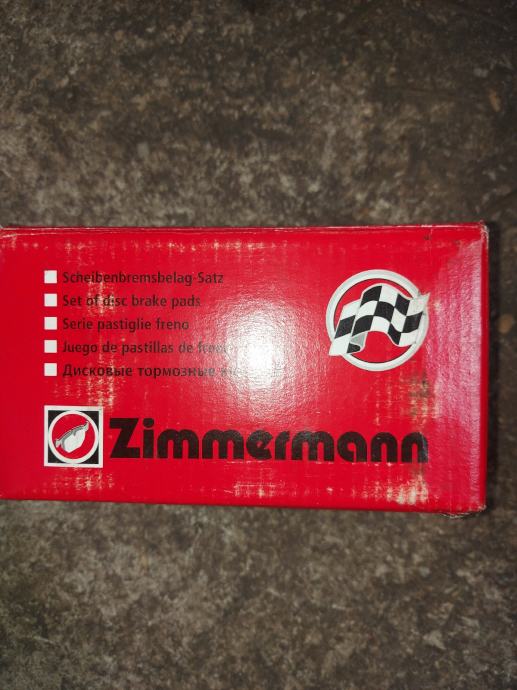 Scheibenbremsbelag-Satz
Set of disc brake pads
Serie pastiglie freno
Juego de pastillas de
Дисковые тормозные
Zimmermann